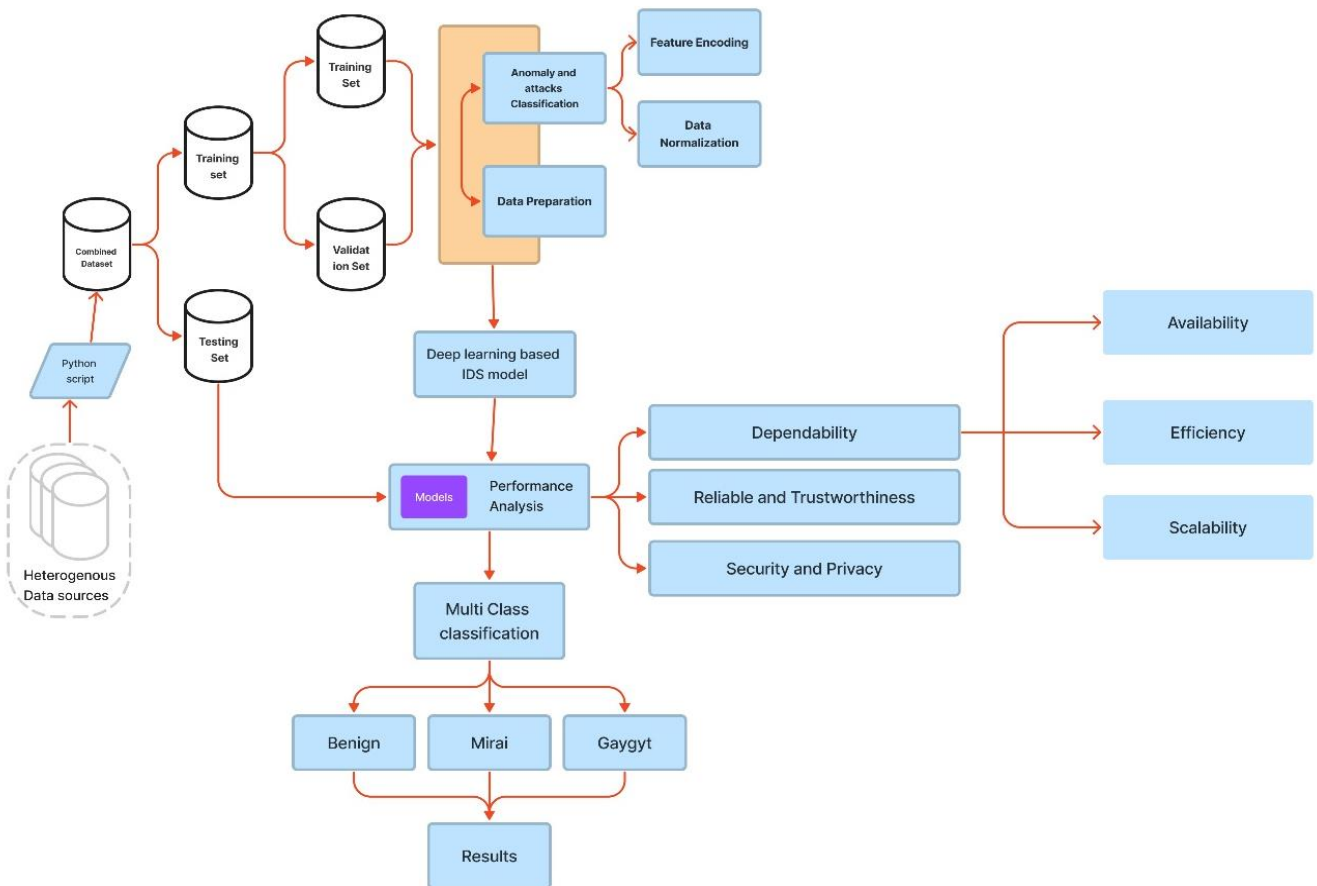 Feature Encoding
Training
Set
Anomaly and
attacks
Classification
Data
Normalization
Training
set
Data Preparation
Combined
Dataset
Validat
ion Set
Testing
Set
Python
script
Deep learning based
IDS model
Availability
Dependability
Efficiency
Models
Performance
Analysis
Reliable and Trustworthiness
Scalability
Security and Privacy
Heterogenous
Data sources
Multi Class
classification
Benign
Mirai
Gaygyt
Results